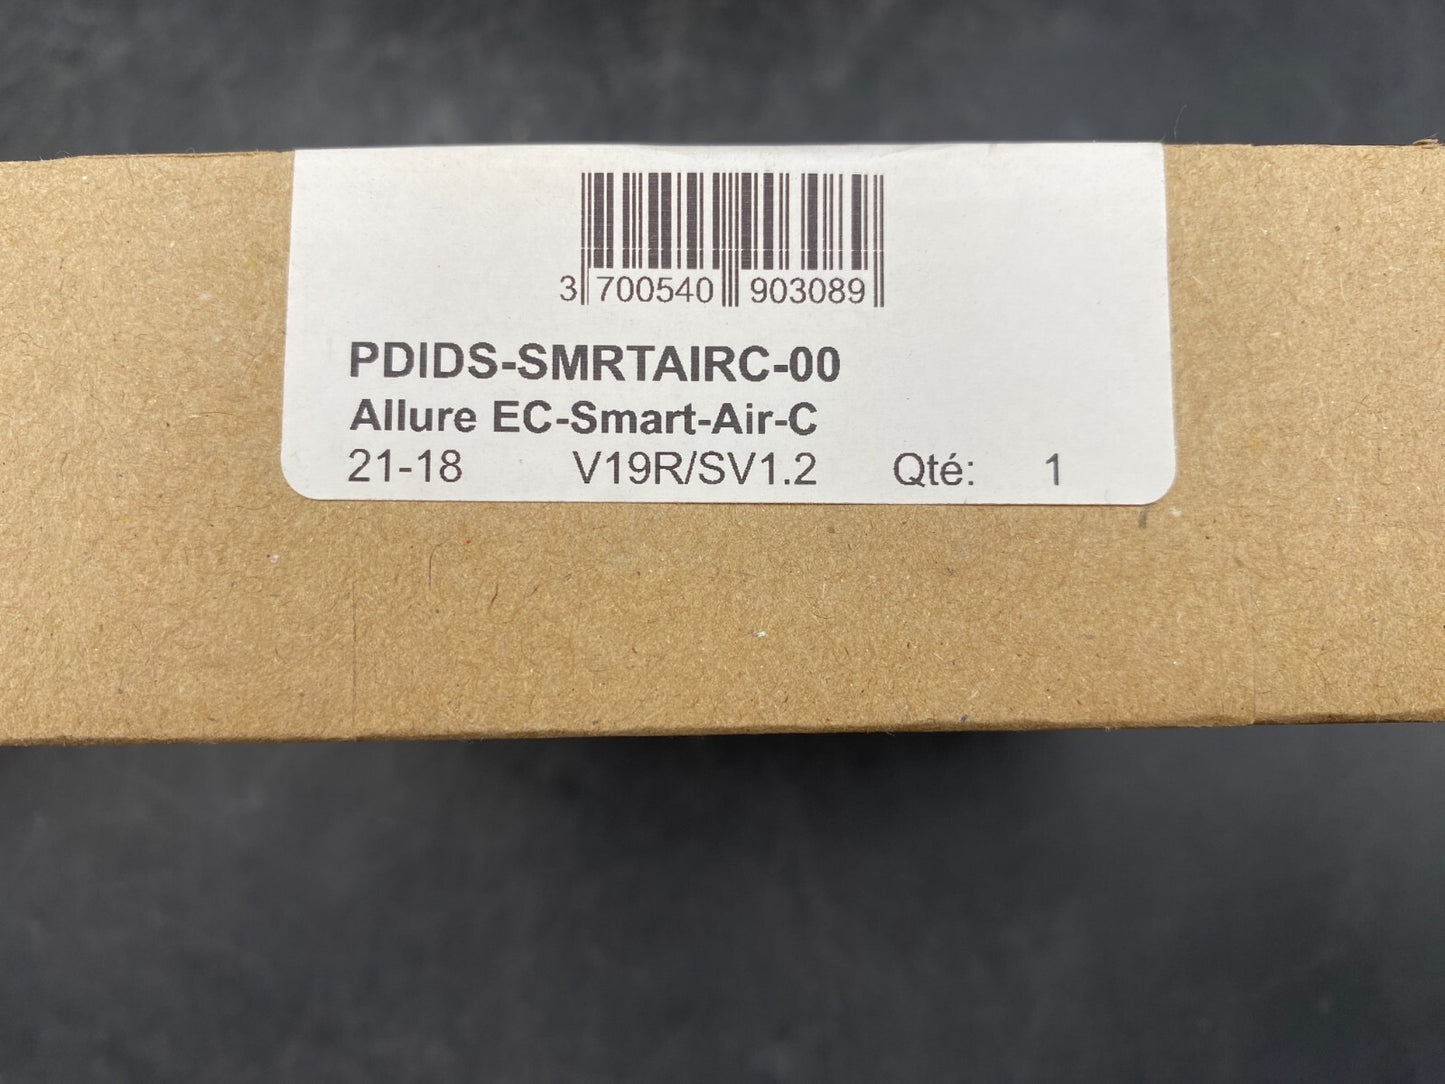 3 700540 903089
PDIDS-SMRTAIRC-00
Allure EC-Smart-Air-C
21-18 V19R/SV1.2 Qté: 1